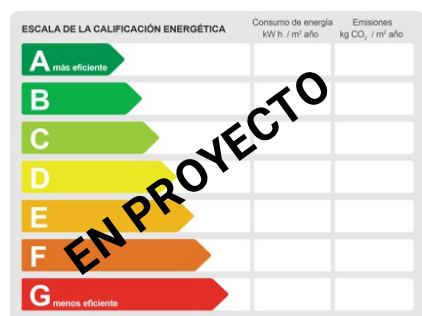 ESCALA DE LA CALIFICACIÓN ENERGÉTICA
Consumo de energía
kW h / m² año
Emisiones
kg CO₂ / m² año
A más eficiente
B
C
D
E
F
G menos eficiente
EN PROYECTO